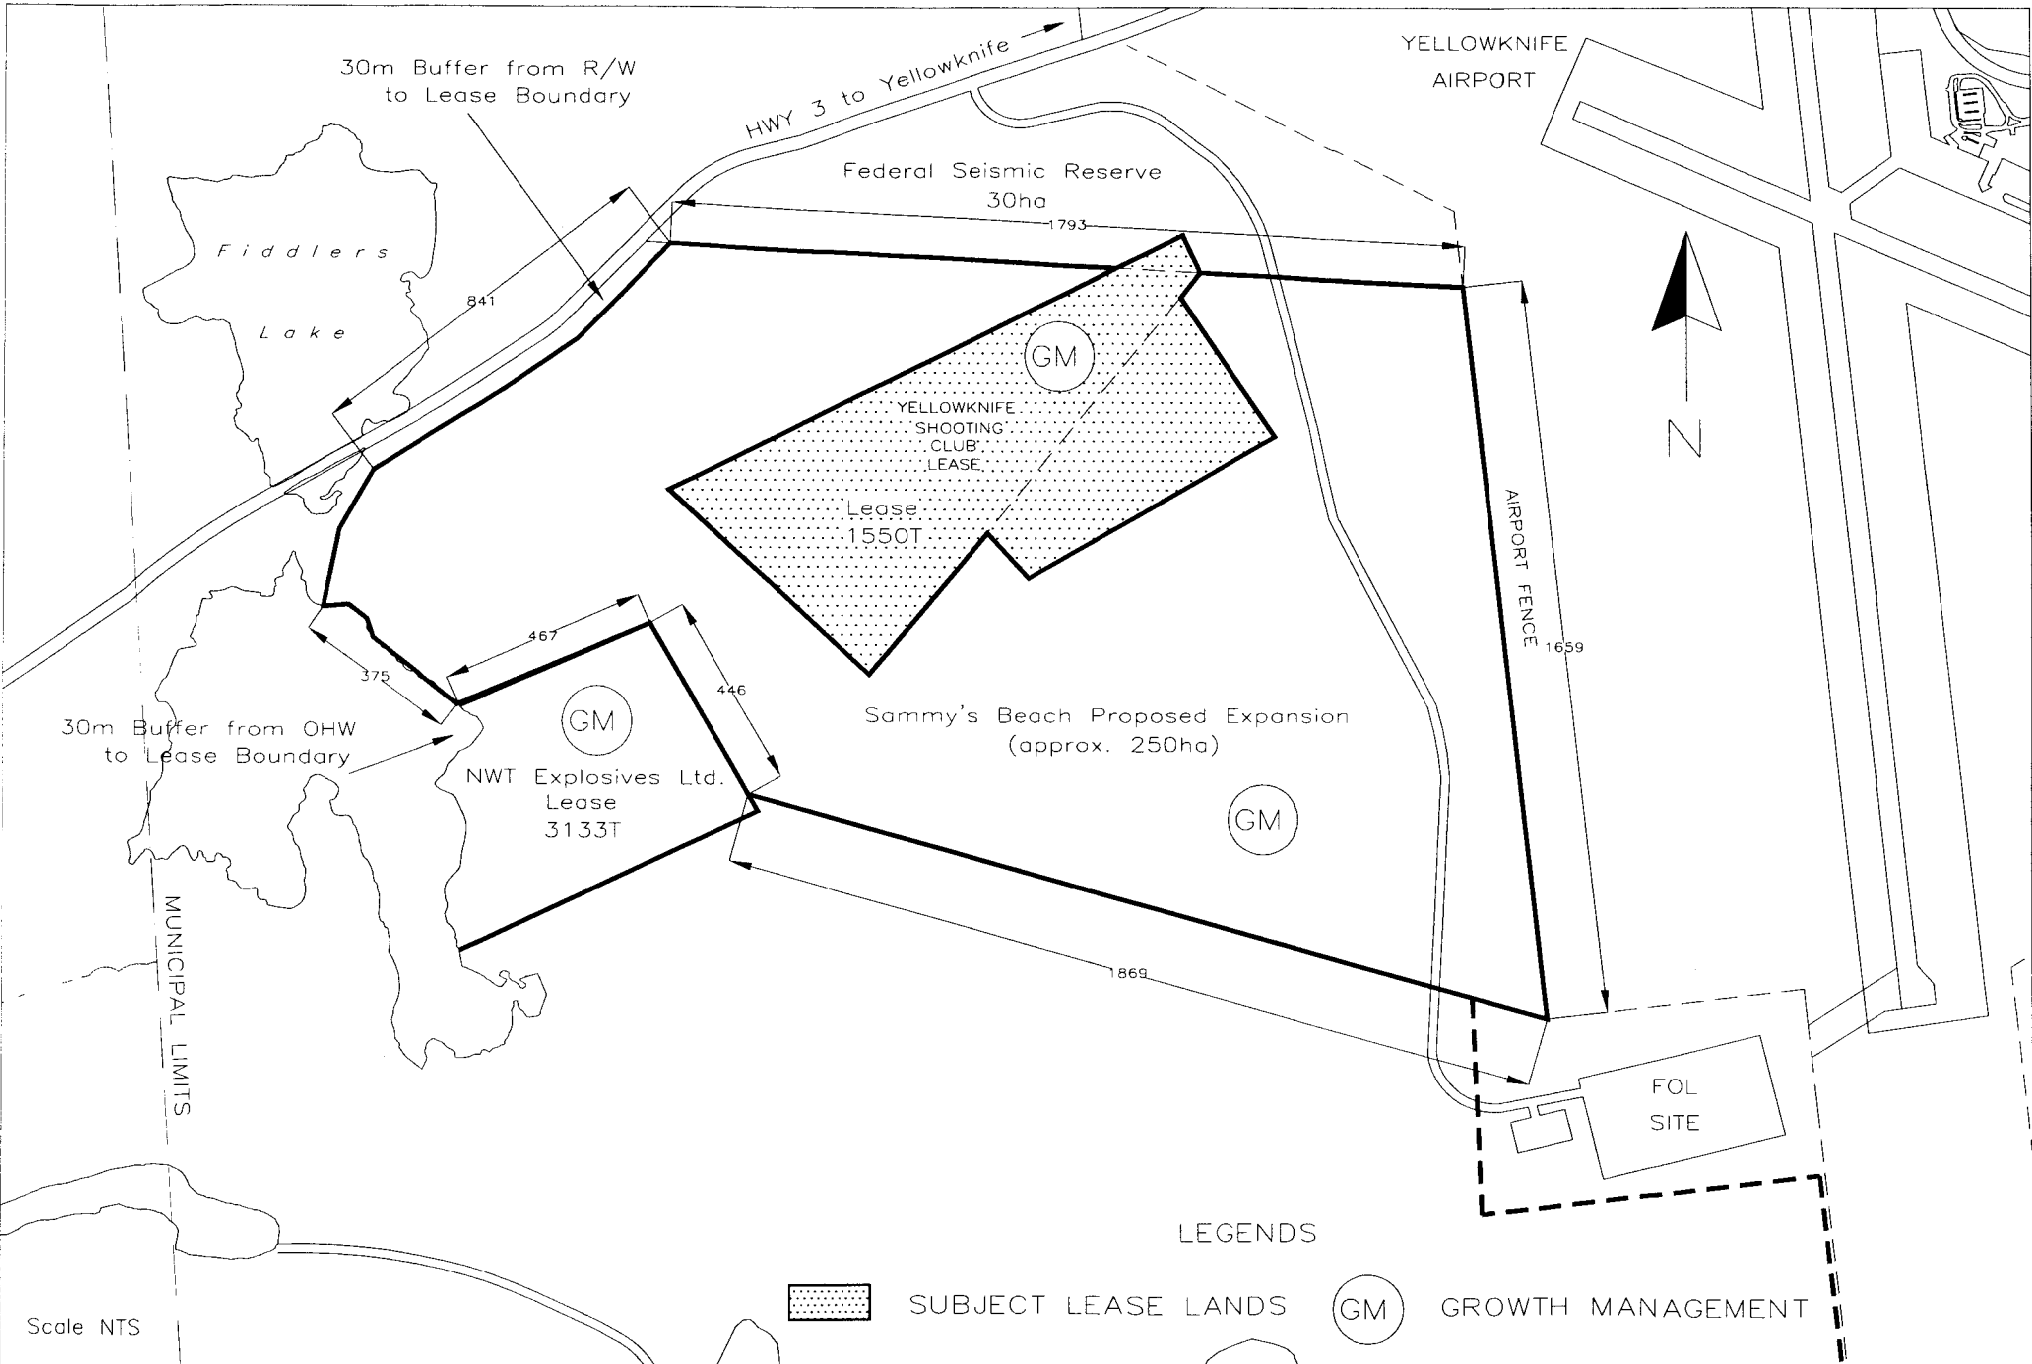 30m Buffer from R/W
to Lease Boundary
HWY 3 to Yellowknife
YELLOWKNIFE
AIRPORT
Federal Seismic Reserve
30ha
1793
Fiddlers
Lake
841
GM
YELLOWKNIFE
SHOOTING
CLUB
LEASE
Lease
1550T
N
AIRPORT FENCE
1659
467
375
446
30m Buffer from OHW
to Lease Boundary
GM
NWT Explosives Ltd.
Lease
3133T
Sammy's Beach Proposed Expansion
(approx. 250ha)
GM
MUNICIPAL LIMITS
1869
FOL
SITE
LEGENDS
SUBJECT LEASE LANDS
GM
GROWTH MANAGEMENT
Scale NTS